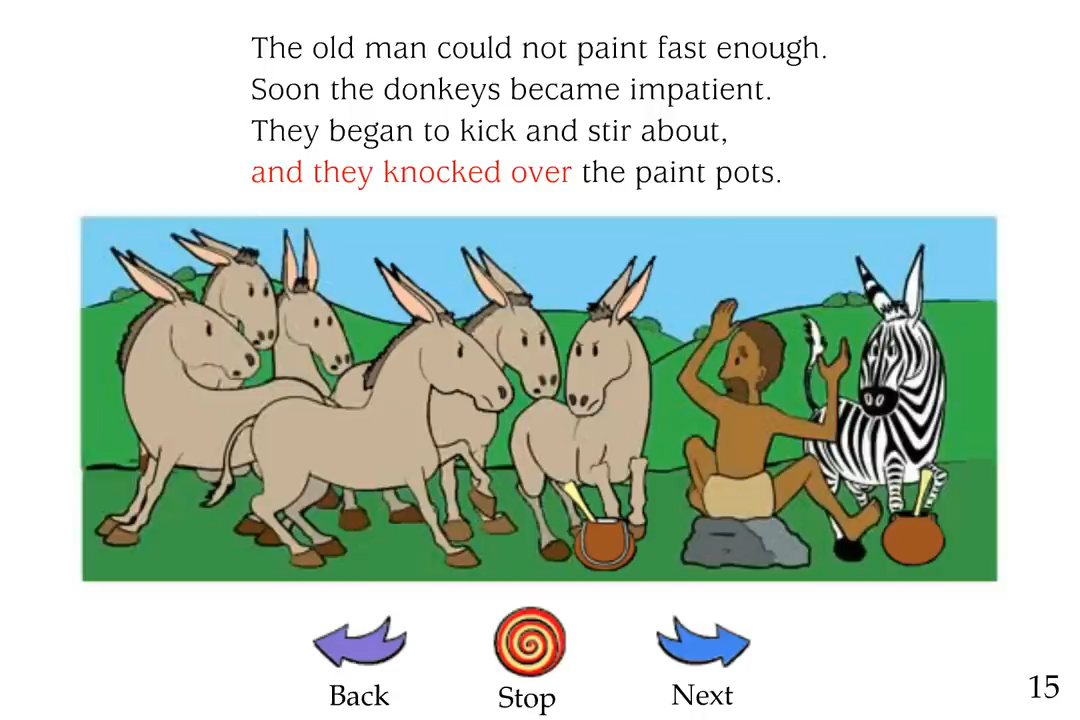 The old man could not paint fast enough.
Soon the donkeys became impatient.
They began to kick and stir about,
and they knocked over the paint pots.
Back
Stop
Next
15